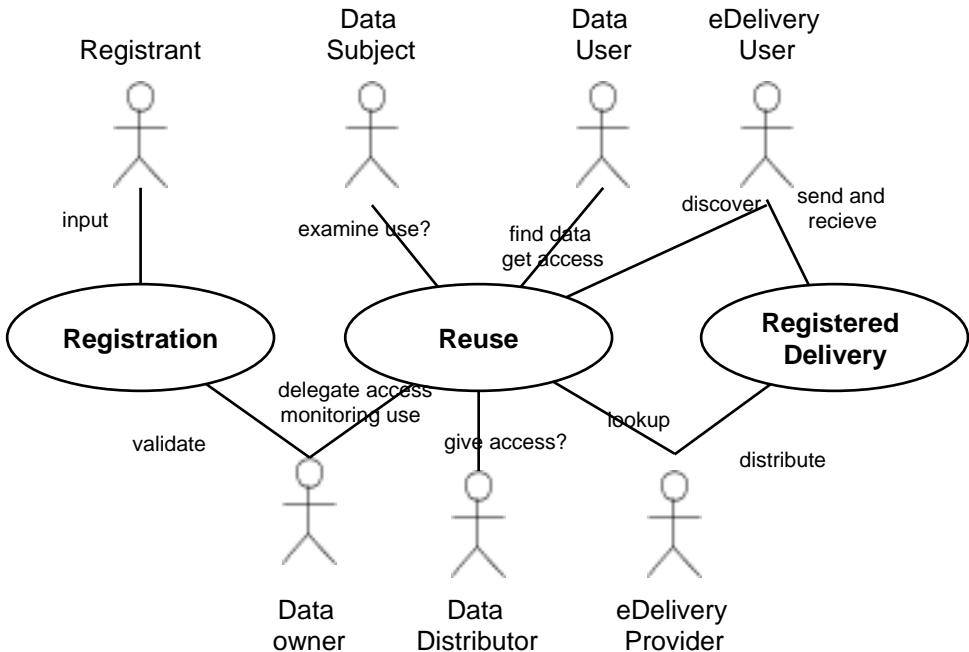 Registrant
Data
Subject
Data
User
eDelivery
User
input
examine use?
find data
get access
discover
send and
recieve
Registration
Reuse
Registered
Delivery
validate
delegate access
monitoring use
give access?
lookup
distribute
Data
owner
Data
Distributor
eDelivery
Provider